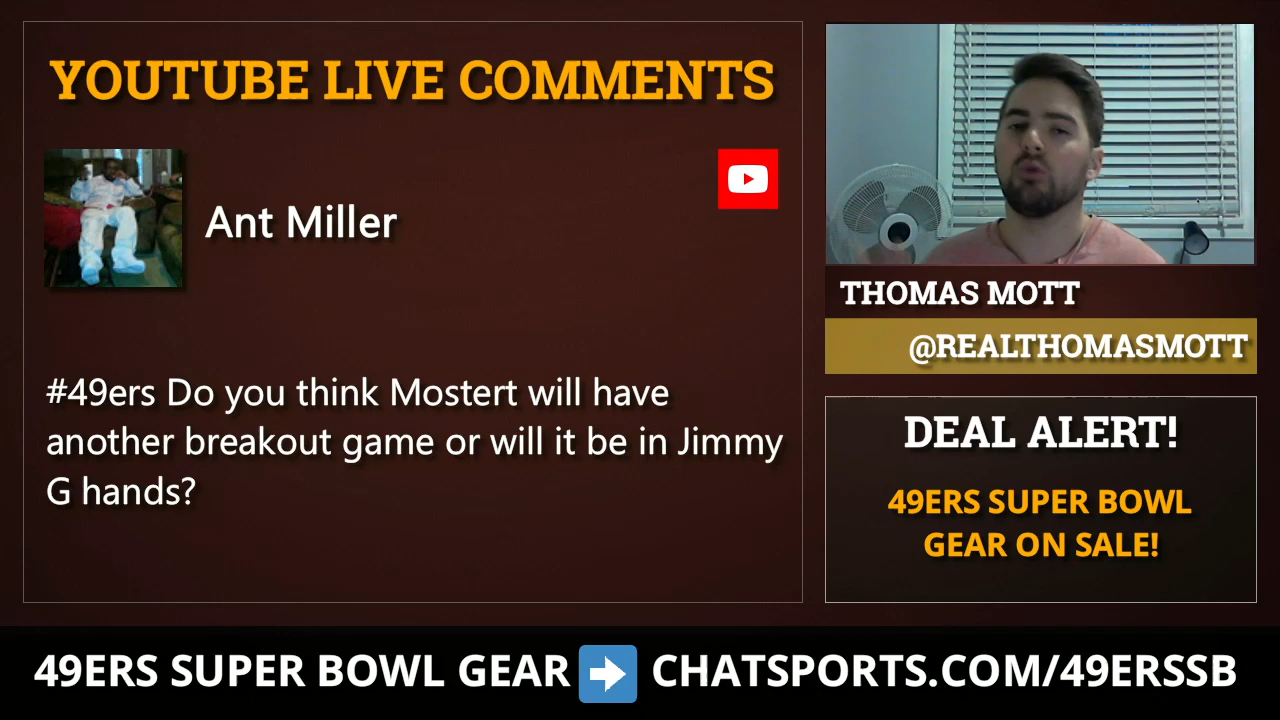 YOUTUBE LIVE COMMENTS
Ant Miller
#49ers Do you think Mostert will have
another breakout game or will it be in Jimmy
G hands?
THOMAS MOTT
@REALTHOMASMOTT
DEAL ALERT!
49ERS SUPER BOWL
GEAR ON SALE!
49ERS SUPER BOWL GEAR ➡ CHATSPORTS.COM/49ERSSB